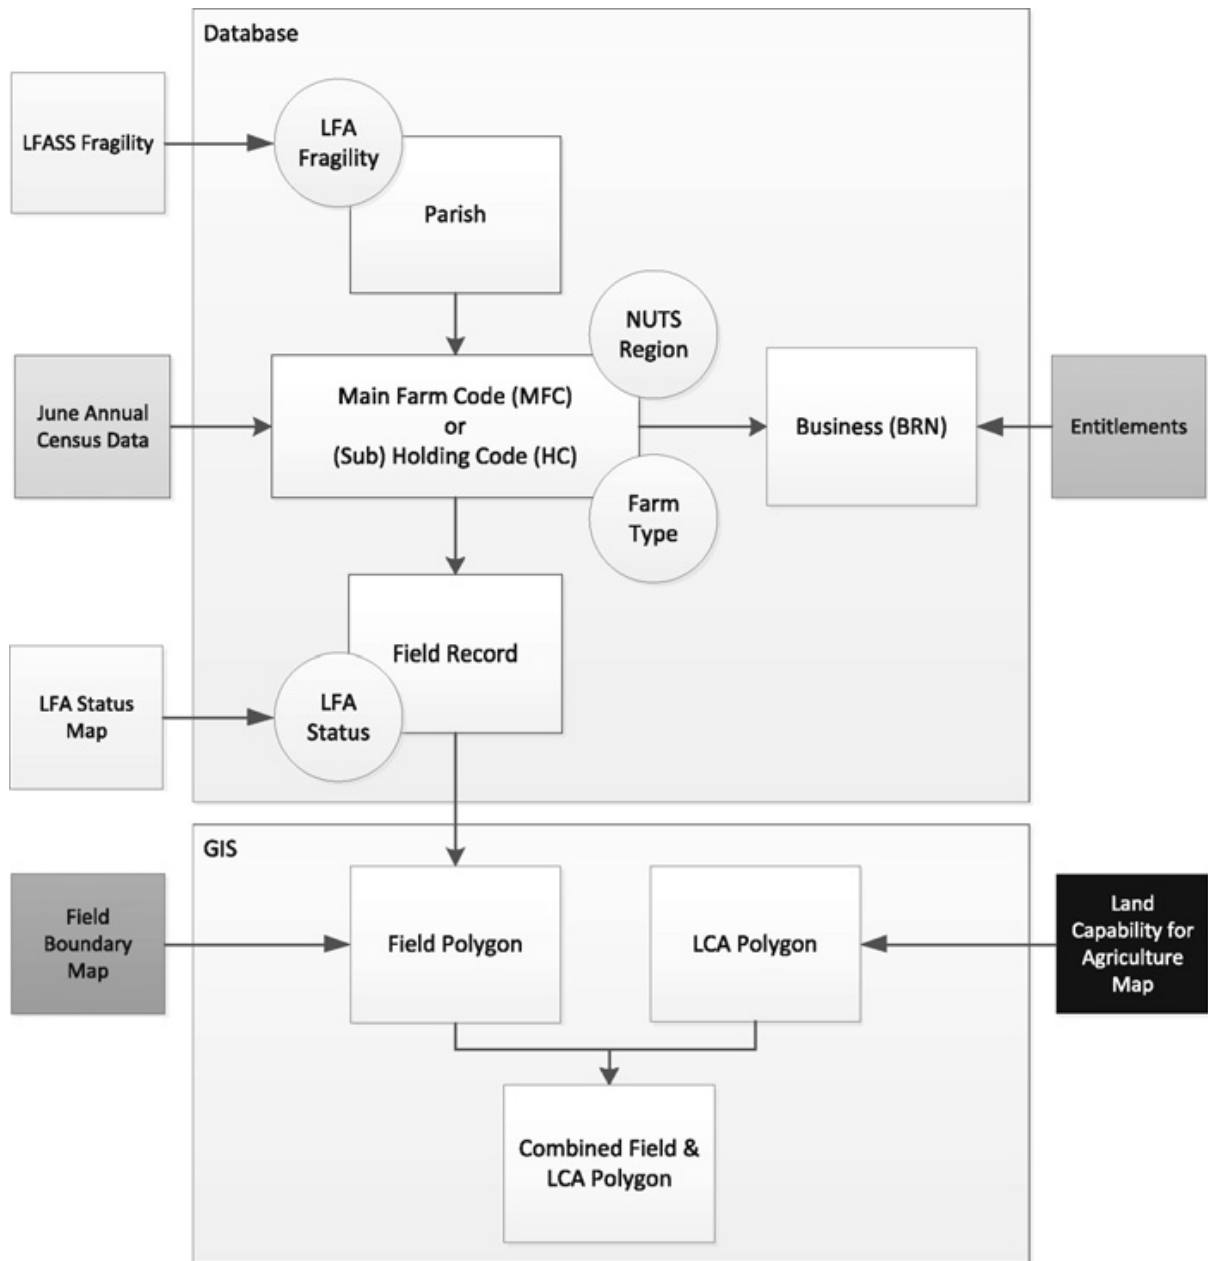 Database
LFASS Fragility
LFA
Fragility
Parish
NUTS
Region
June Annual
Census Data
Main Farm Code (MFC)
or
(Sub) Holding Code (HC)
Business (BRN)
Entitlements
Farm
Type
Field Record
LFA Status
Map
LFA
Status
GIS
Field
Boundary
Map
Field Polygon
LCA Polygon
Land
Capability for
Agriculture
Map
Combined Field &
LCA Polygon